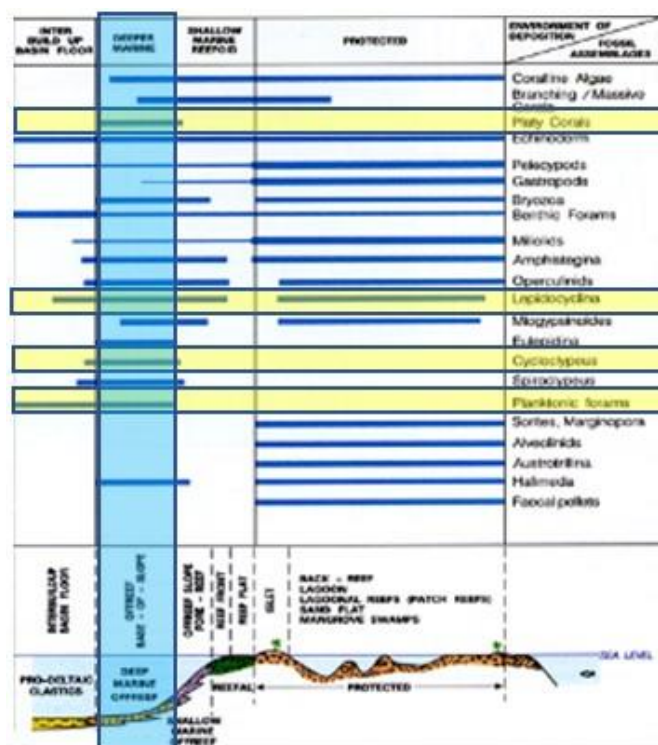 INTER
BUILD UP
BASIN FLOOR
DEEPER
MARINE
SHALLOW
MARINE
REEFOID
PROTECTED
ENVIRONMENT OF
DEPOSITION
FOSSIL
ASSEMBLAGES
Coralline Algae
Branching / Massive
Corals
Platy Corals
Echinoderm
Pelecypods
Gastropods
Bryozoa
Benthic Forams
Miliolids
Amphistegina
Operculinids
Lepidocyclina
Miogypsinoides
Eulepidina
Cycloclypeus
Spiroclypeus
Planktonic forams
Sorites, Marginopora
Alveolinids
Austrotrillina
Halimeda
Faecal pellets
INTERBUILDUP
BASIN FLOOR
OFFREEF
BASE - OF - SLOPE
OFFREEF SLOPE
FORE - REEF
REEF FRONT
REEF FLAT
ISLET
BACK - REEF
LAGOON
LAGOONAL REEFS (PATCH REEFS)
SAND FLAT
MANGROVE SWAMPS
SEA LEVEL
PRO-DELTAIC
CLASTICS
DEEP
MARINE
OFFREEF
REEFAL
PROTECTED
SHALLOW
MARINE
OFFREEF